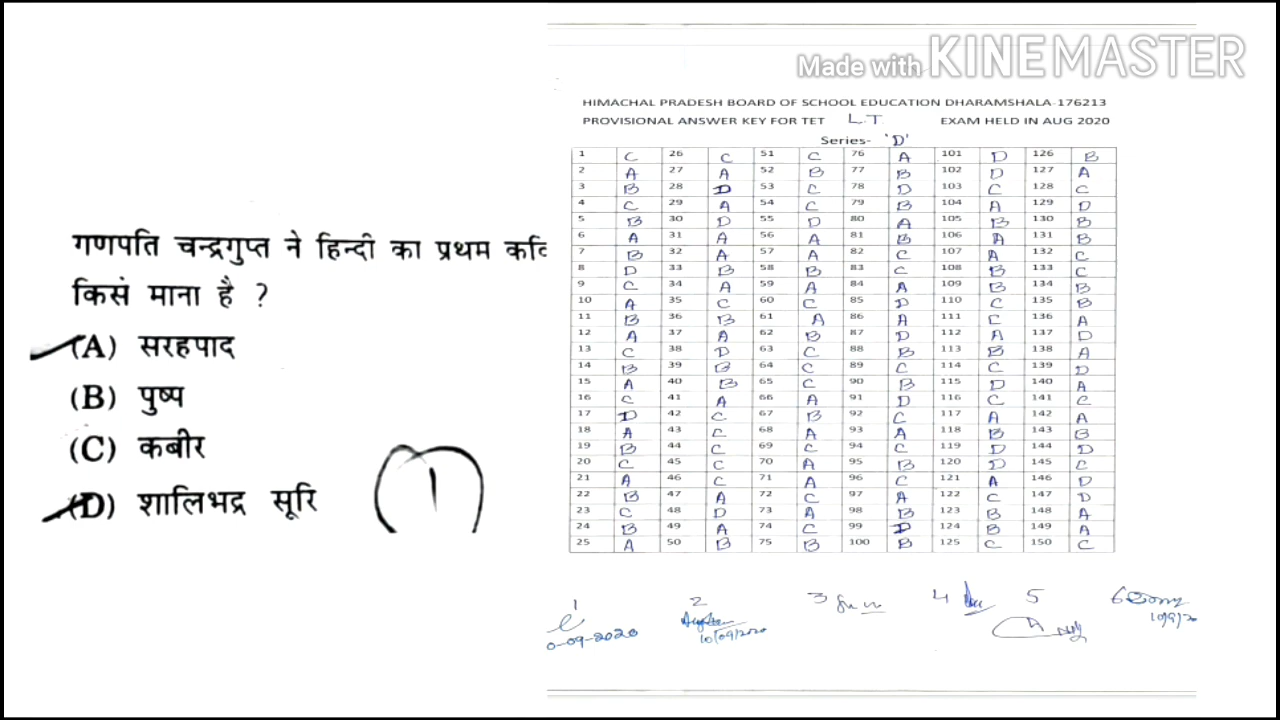 Made with KINEMASTER
HIMACHAL PRADESH BOARD OF SCHOOL EDUCATION DHARAMSHALA-176213
PROVISIONAL ANSWER KEY FOR TET L.T. EXAM HELD IN AUG 2020
Series- 'D'
गणपति चन्द्रगुप्त ने हिन्दी का प्रथम कवि
किसे माना है ?
(A) सरहपाद
(B) पुष्प
(C) कबीर
(D) शालिभद्र सूरि
1
1 C 26 C 51 C 76 A 101 D 126 B
2 A 27 A 52 B 77 B 102 D 127 A
3 B 28 D 53 C 78 D 103 C 128 C
4 C 29 A 54 C 79 B 104 A 129 D
5 B 30 D 55 D 80 A 105 B 130 B
6 A 31 A 56 A 81 B 106 A 131 B
7 B 32 A 57 A 82 C 107 A 132 C
8 D 33 B 58 B 83 C 108 B 133 C
9 C 34 A 59 A 84 A 109 B 134 B
10 A 35 C 60 C 85 D 110 C 135 B
11 B 36 B 61 A 86 A 111 C 136 A
12 A 37 A 62 B 87 D 112 A 137 D
13 C 38 D 63 C 88 B 113 B 138 A
14 B 39 B 64 C 89 C 114 C 139 D
15 A 40 B 65 C 90 B 115 D 140 A
16 C 41 A 66 A 91 D 116 C 141 C
17 D 42 C 67 B 92 C 117 A 142 A
18 A 43 C 68 A 93 A 118 B 143 B
19 B 44 C 69 C 94 C 119 D 144 D
20 C 45 C 70 A 95 B 120 D 145 C
21 A 46 C 71 A 96 C 121 A 146 D
22 B 47 A 72 C 97 A 122 C 147 D
23 C 48 D 73 A 98 B 123 B 148 A
24 B 49 A 74 C 99 D 124 B 149 A
25 A 50 B 75 B 100 B 125 C 150 C
1 2 3 4 5 6
0-09-2020 10/09/2020